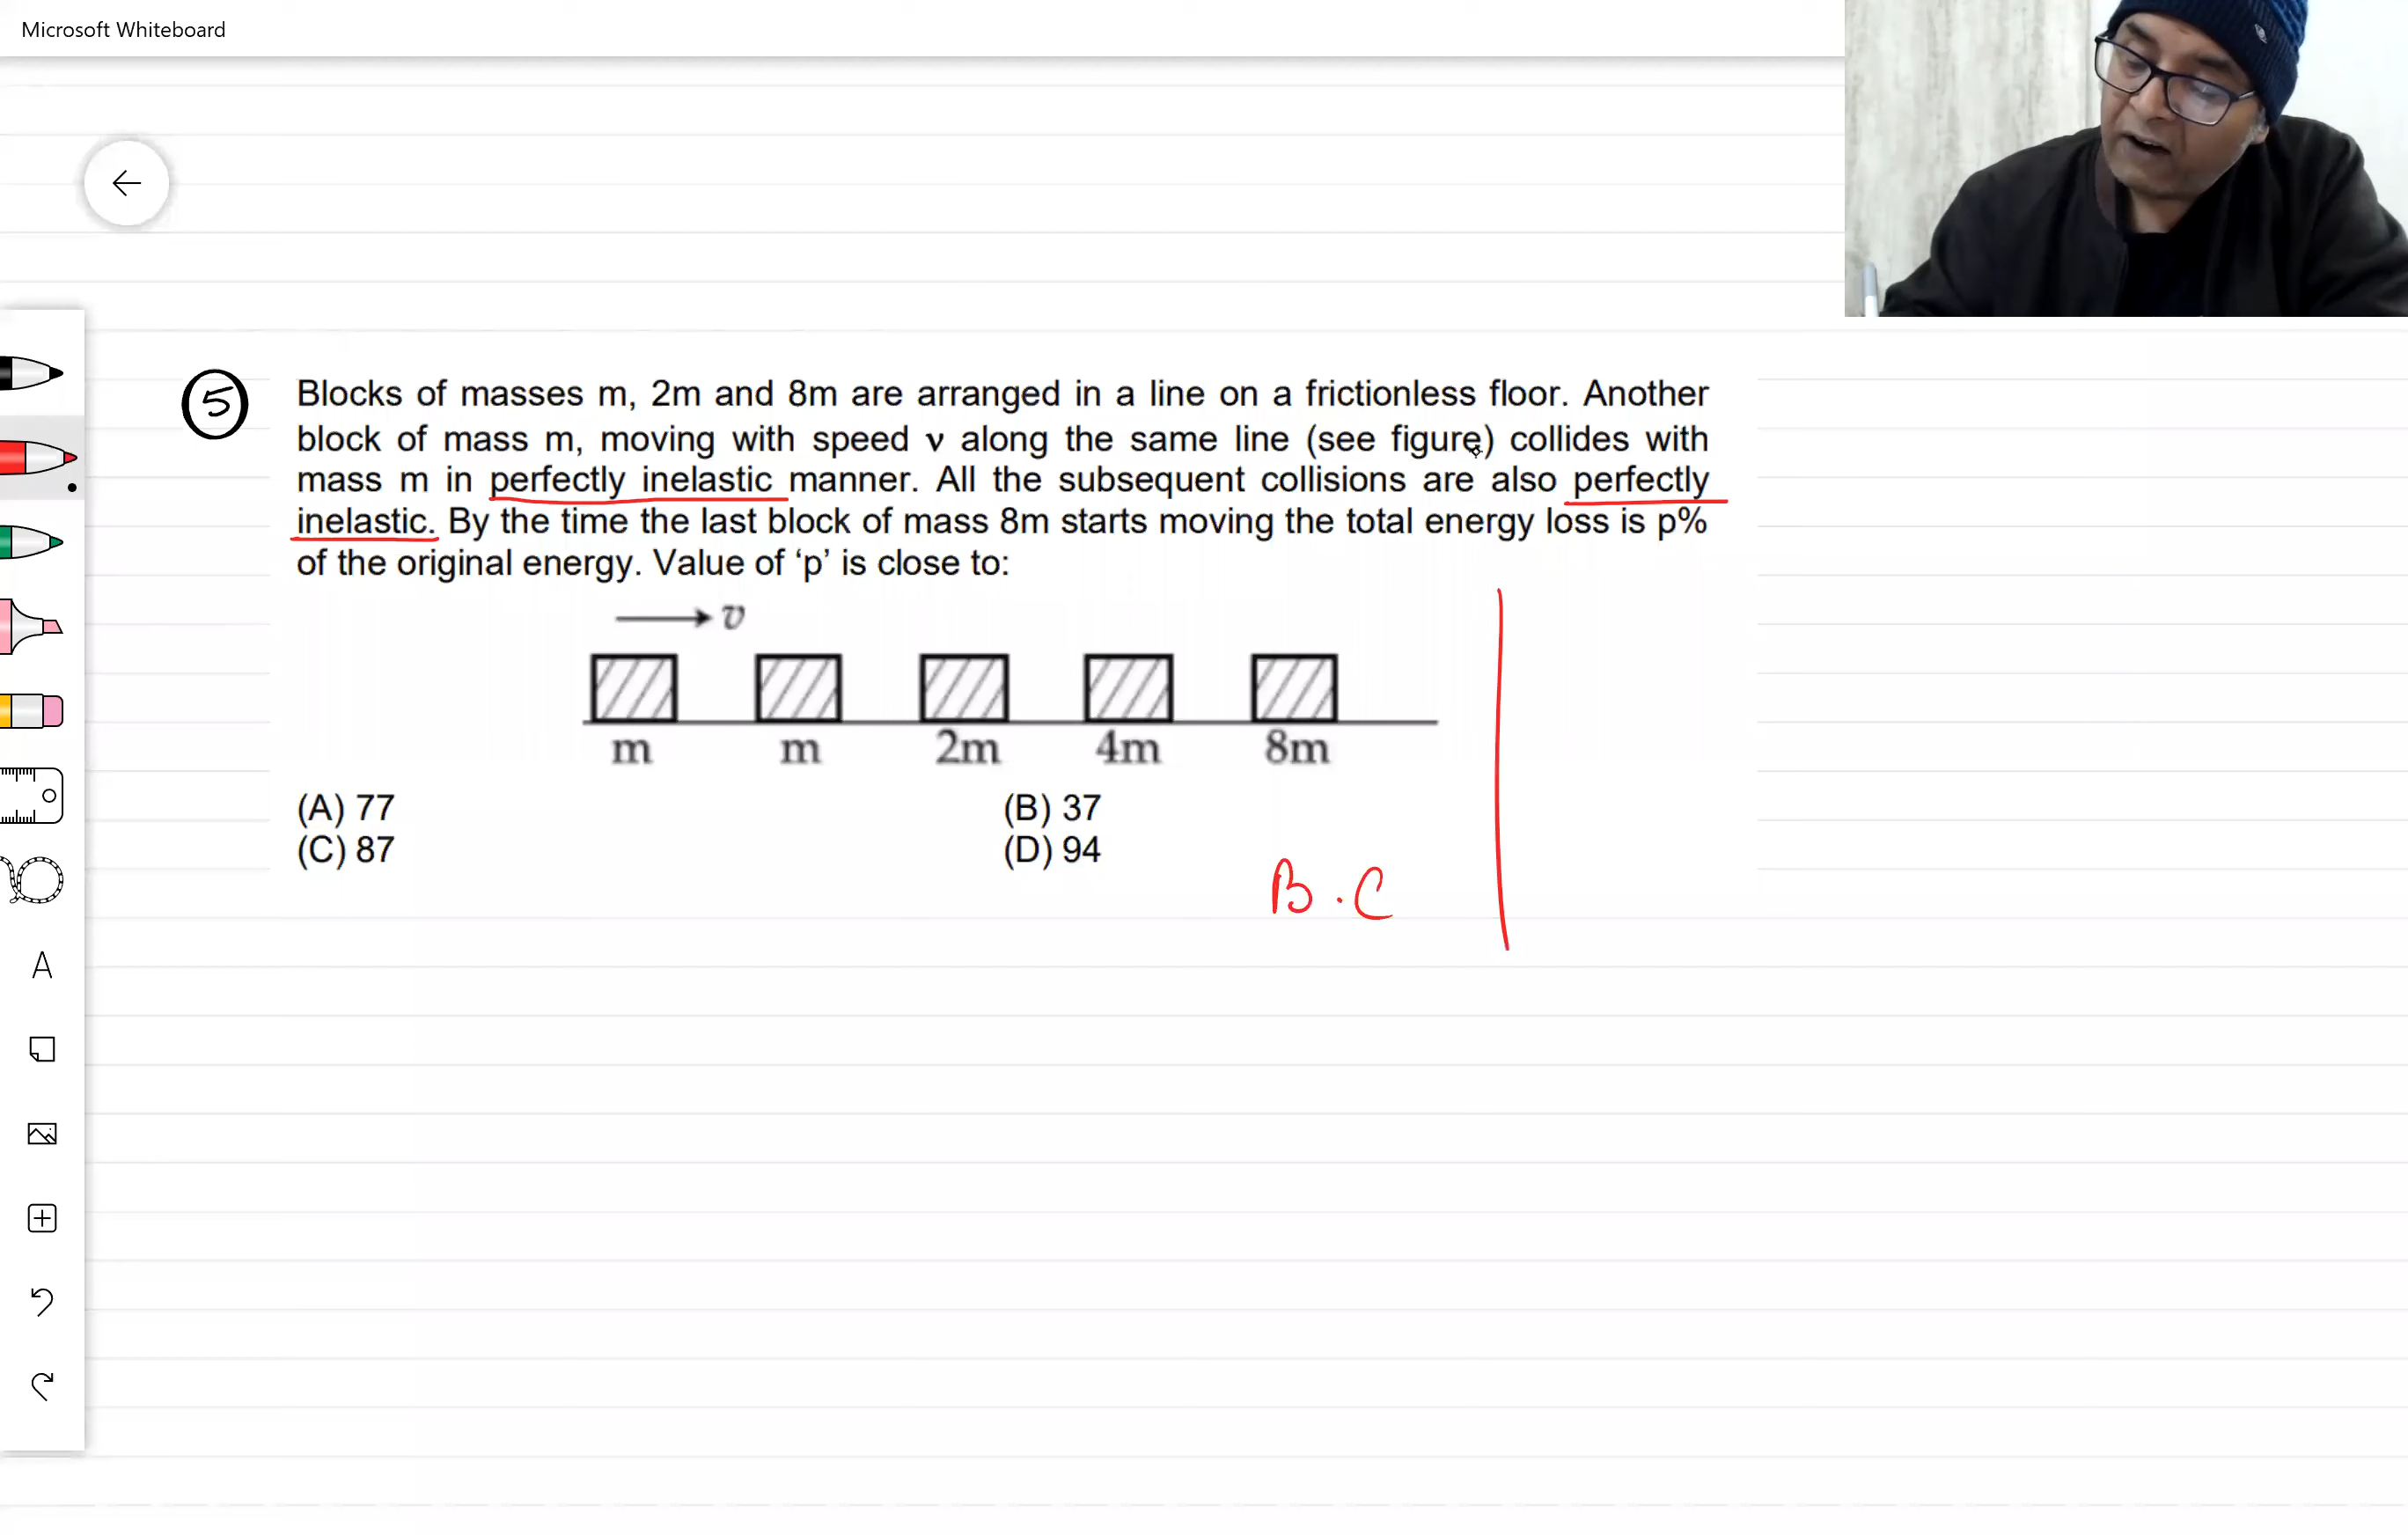 Microsoft Whiteboard
5 Blocks of masses m, 2m and 8m are arranged in a line on a frictionless floor. Another
block of mass m, moving with speed v along the same line (see figure) collides with
mass m in perfectly inelastic manner. All the subsequent collisions are also perfectly
inelastic. By the time the last block of mass 8m starts moving the total energy loss is p%
of the original energy. Value of ‘p’ is close to:
v
m m 2m 4m 8m
(A) 77 (B) 37
(C) 87 (D) 94
B.C
A